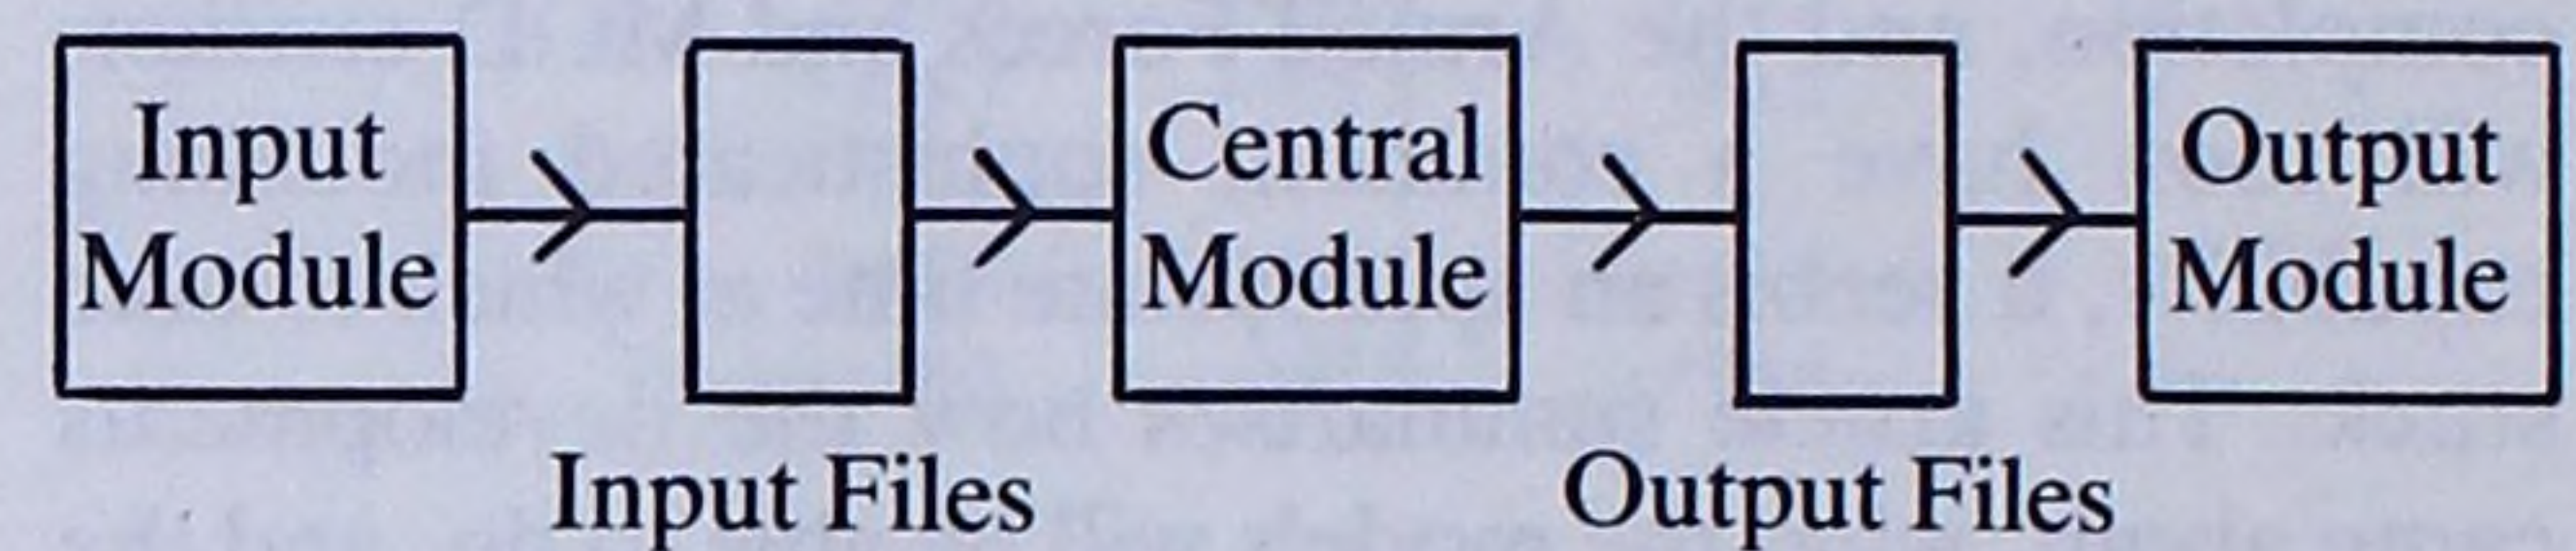 Input
Module
Central
Module
Output
Module
Input Files
Output Files